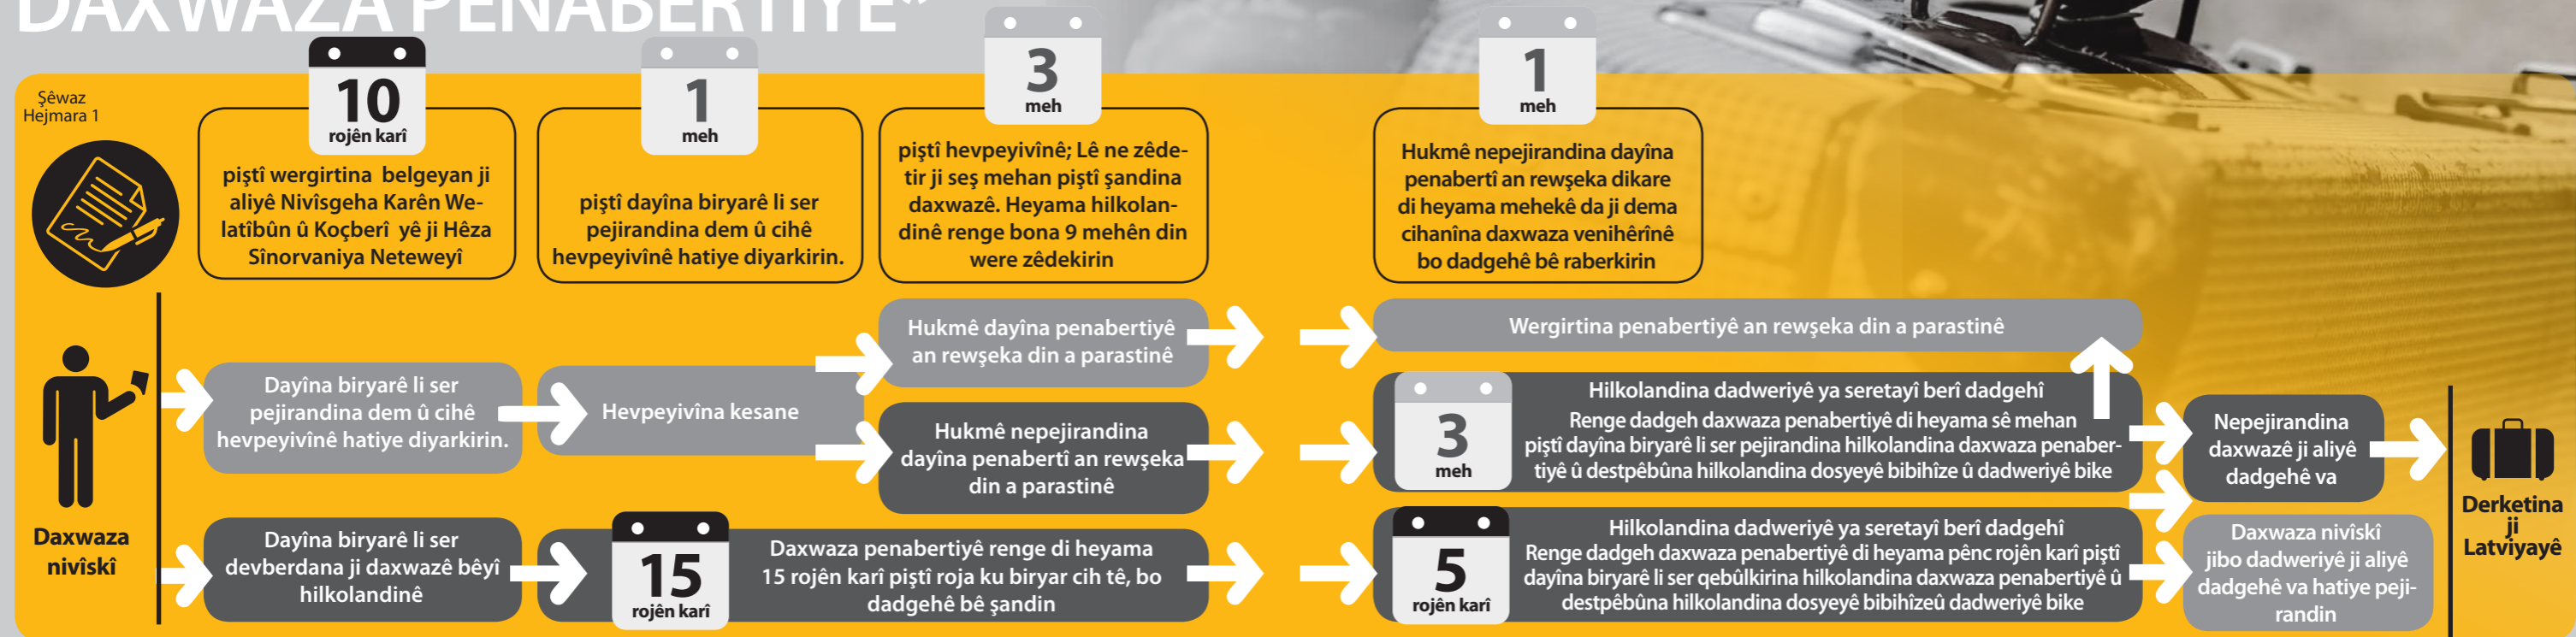 DAXWAZA PENABERTIYÊ*
Şêwaz
Hejmara 1
10
rojên karî
piştî wergirtina belgeyan ji
aliyê Nivîsgeha Karên We-
latîbûn û Koçberî yê ji Hêza
Sînorvaniya Neteweyî
1
meh
piştî dayîna biryarê li ser
pejirandina dem û cihê
hevpeyivînê hatiye diyarkirin.
3
meh
piştî hevpeyivînê; Lê ne zêde-
tir ji seş mehan piştî şandina
daxwazê. Heyama hilkolan-
dinê renge bona 9 mehên din
were zêdekirin
1
meh
Hukmê nepejirandina dayîna
penabertî an rewşeka dikare
di heyama mehekê da ji dema
cihanîna daxwaza venihêrînê
bo dadgehê bê raberkirin
Daxwaza
nivîskî
Dayîna biryarê li ser
pejirandina dem û cihê
hevpeyivînê hatiye diyarkirin.
Hevpeyivîna kesane
Hukmê dayîna penabertiyê
an rewşeka din a parastinê
Wergirtina penabertiyê an rewşeka din a parastinê
Hukmê nepejirandina
dayîna penabertî an rewşeka
din a parastinê
3
meh
Hilkolandina dadweriyê ya seretayî berî dadgehî
Renge dadgeh daxwaza penabertiyê di heyama sê mehan
piştî dayîna biryarê li ser pejirandina hilkolandina daxwaza penaber-
tiyê û destpêbûna hilkolandina dosyeyê bibihîze û dadweriyê bike
Nepejirandina
daxwazê ji aliyê
dadgehê va
Dayîna biryarê li ser
devberdana ji daxwazê bêyî
hilkolandinê
15
rojên karî
Daxwaza penabertiyê renge di heyama
15 rojên karî piştî roja ku biryar cih tê, bo
dadgehê bê şandin
5
rojên karî
Hilkolandina dadweriyê ya seretayî berî dadgehî
Renge dadgeh daxwaza penabertiyê di heyama pênc rojên karî piştî
dayîna biryarê li ser qebûlkirina hilkolandina daxwaza penabertiyê û
destpêbûna hilkolandina dosyeyê bibihîzeû dadweriyê bike
Daxwaza nivîskî
jibo dadweriyê ji aliyê
dadgehê va hatiye peji-
randin
Derketina
ji
Latviyayê